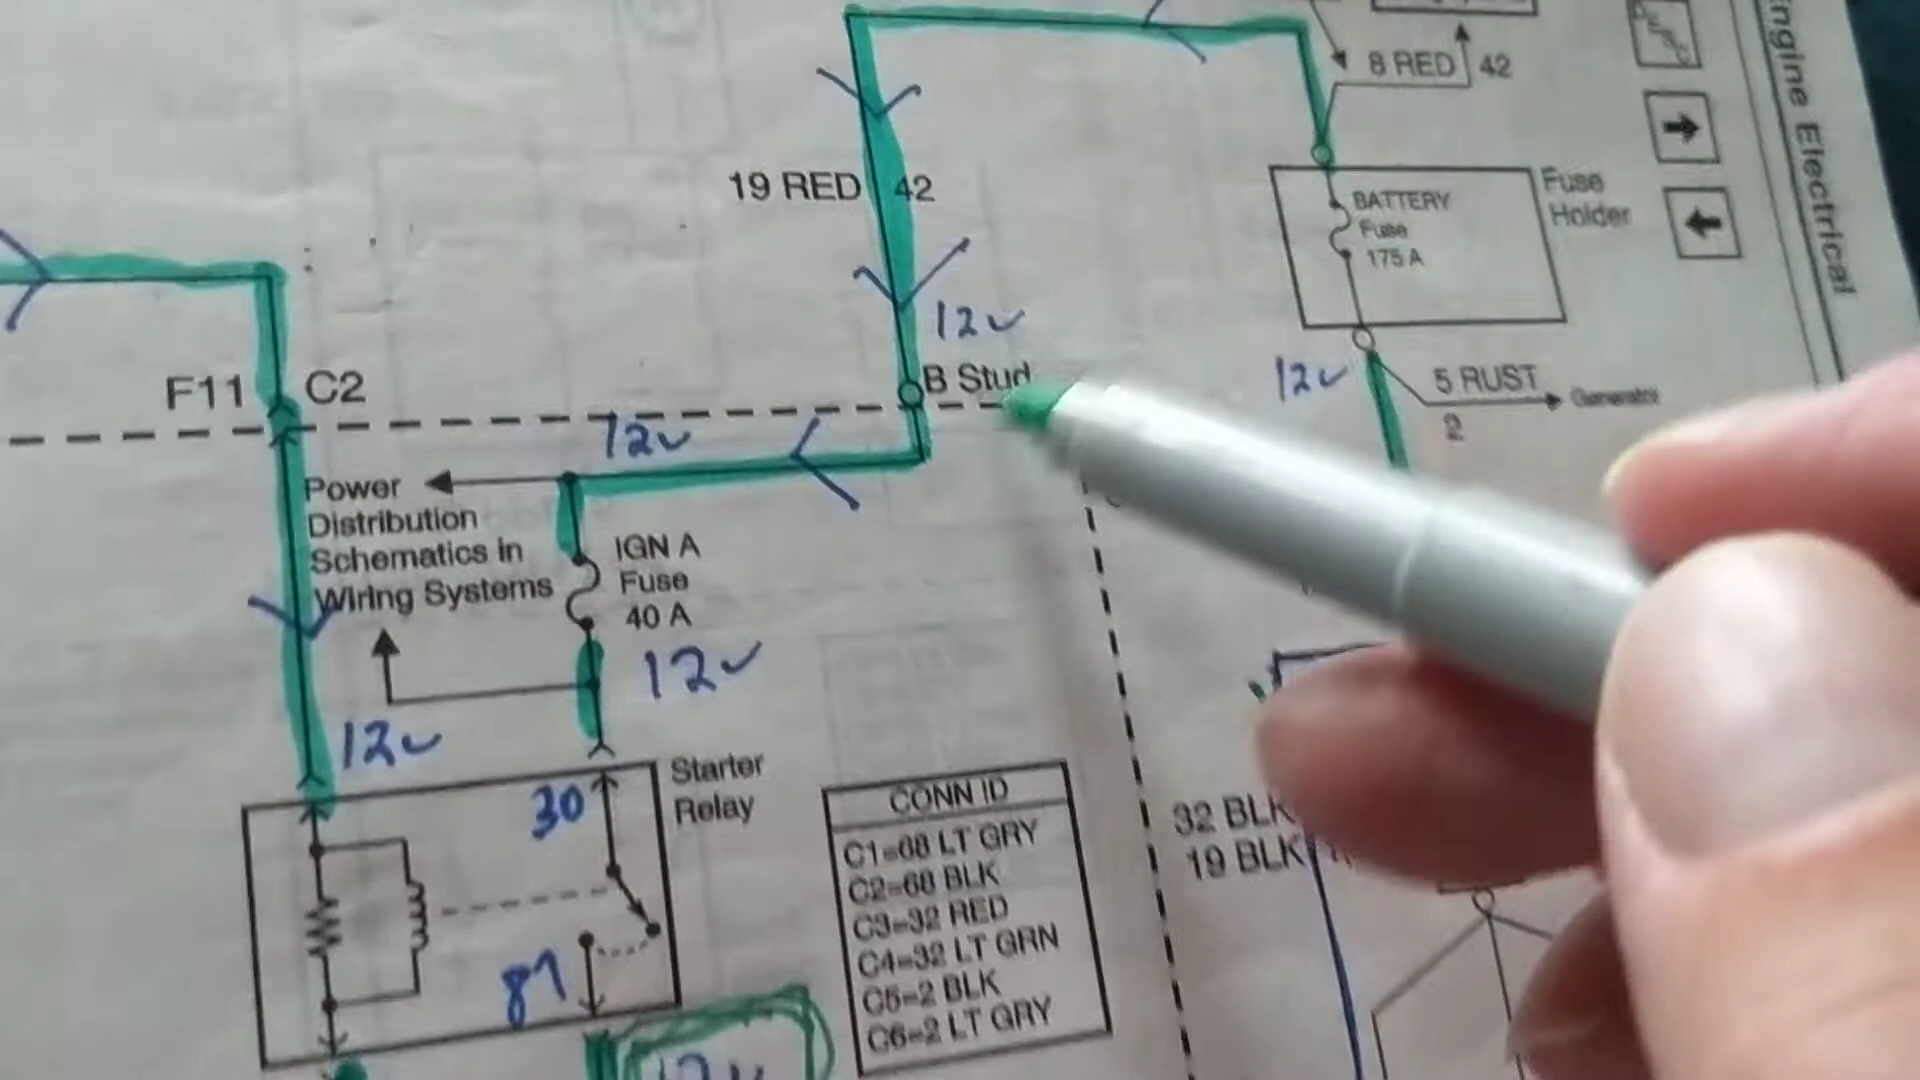 8 RED 42
Engine Electrical
19 RED 42
BATTERY
Fuse
175 A
Fuse
Holder
12v
B Stud
12v
5 RUST
Generator
2
F11 C2
12v
Power
Distribution
Schematics in
Wiring Systems
IGN A
Fuse
40 A
12v
12v
Starter
Relay
30
87
CONN ID
C1=68 LT GRY
C2=68 BLK
C3=32 RED
C4=32 LT GRN
C5=2 BLK
C6=2 LT GRY
32 BLK
19 BLK
12v